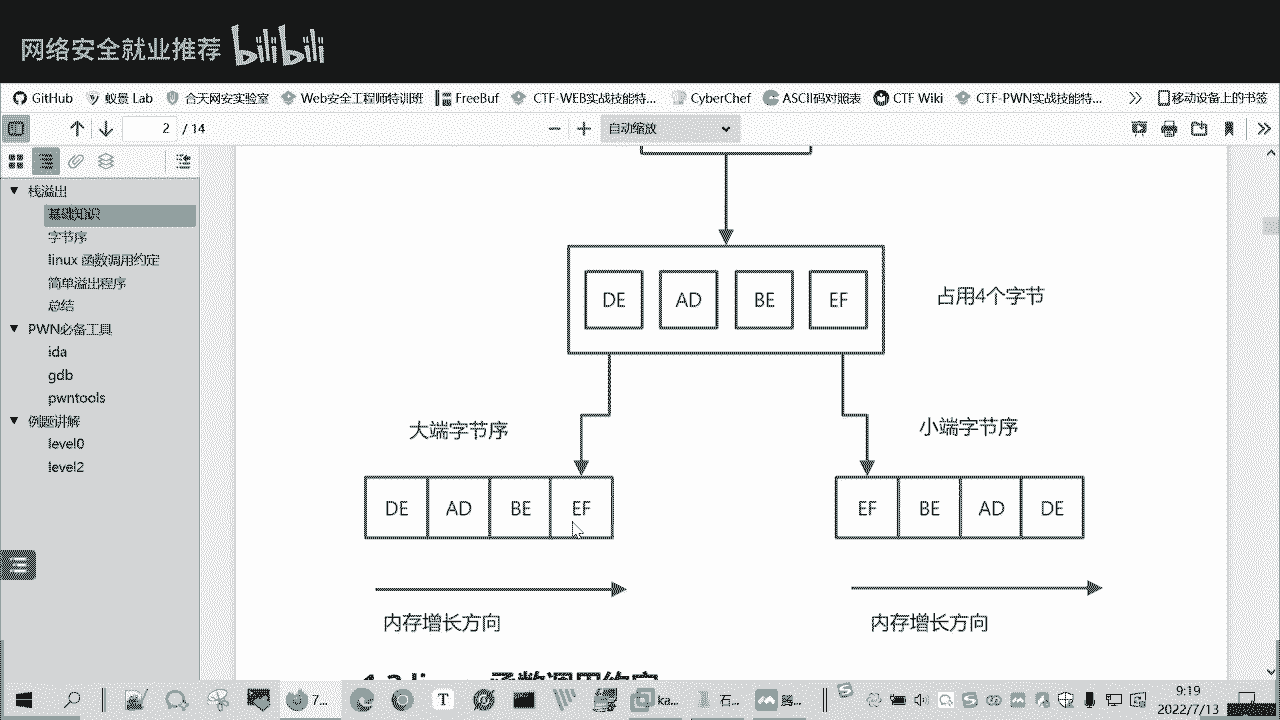 网络安全就业推荐 bilibili
GitHub 蚁景 Lab 合天网安实验室 Web安全工程师特训班 FreeBuf CTF-WEB实战技能特... CyberChef ASCII码对照表 CTF Wiki CTF-PWN实战技能特... 移动设备上的书签
2 / 14 自动缩放
栈溢出
基础知识
字节序
linux 函数调用约定
简单溢出程序
总结
PWN必备工具
ida
gdb
pwntools
例题讲解
level0
level2
DE AD BE EF
占用4个字节
大端字节序
小端字节序
DE AD BE EF
EF BE AD DE
内存增长方向
内存增长方向
函数调用约定
7... ka... 石...
9:19
2022/7/13